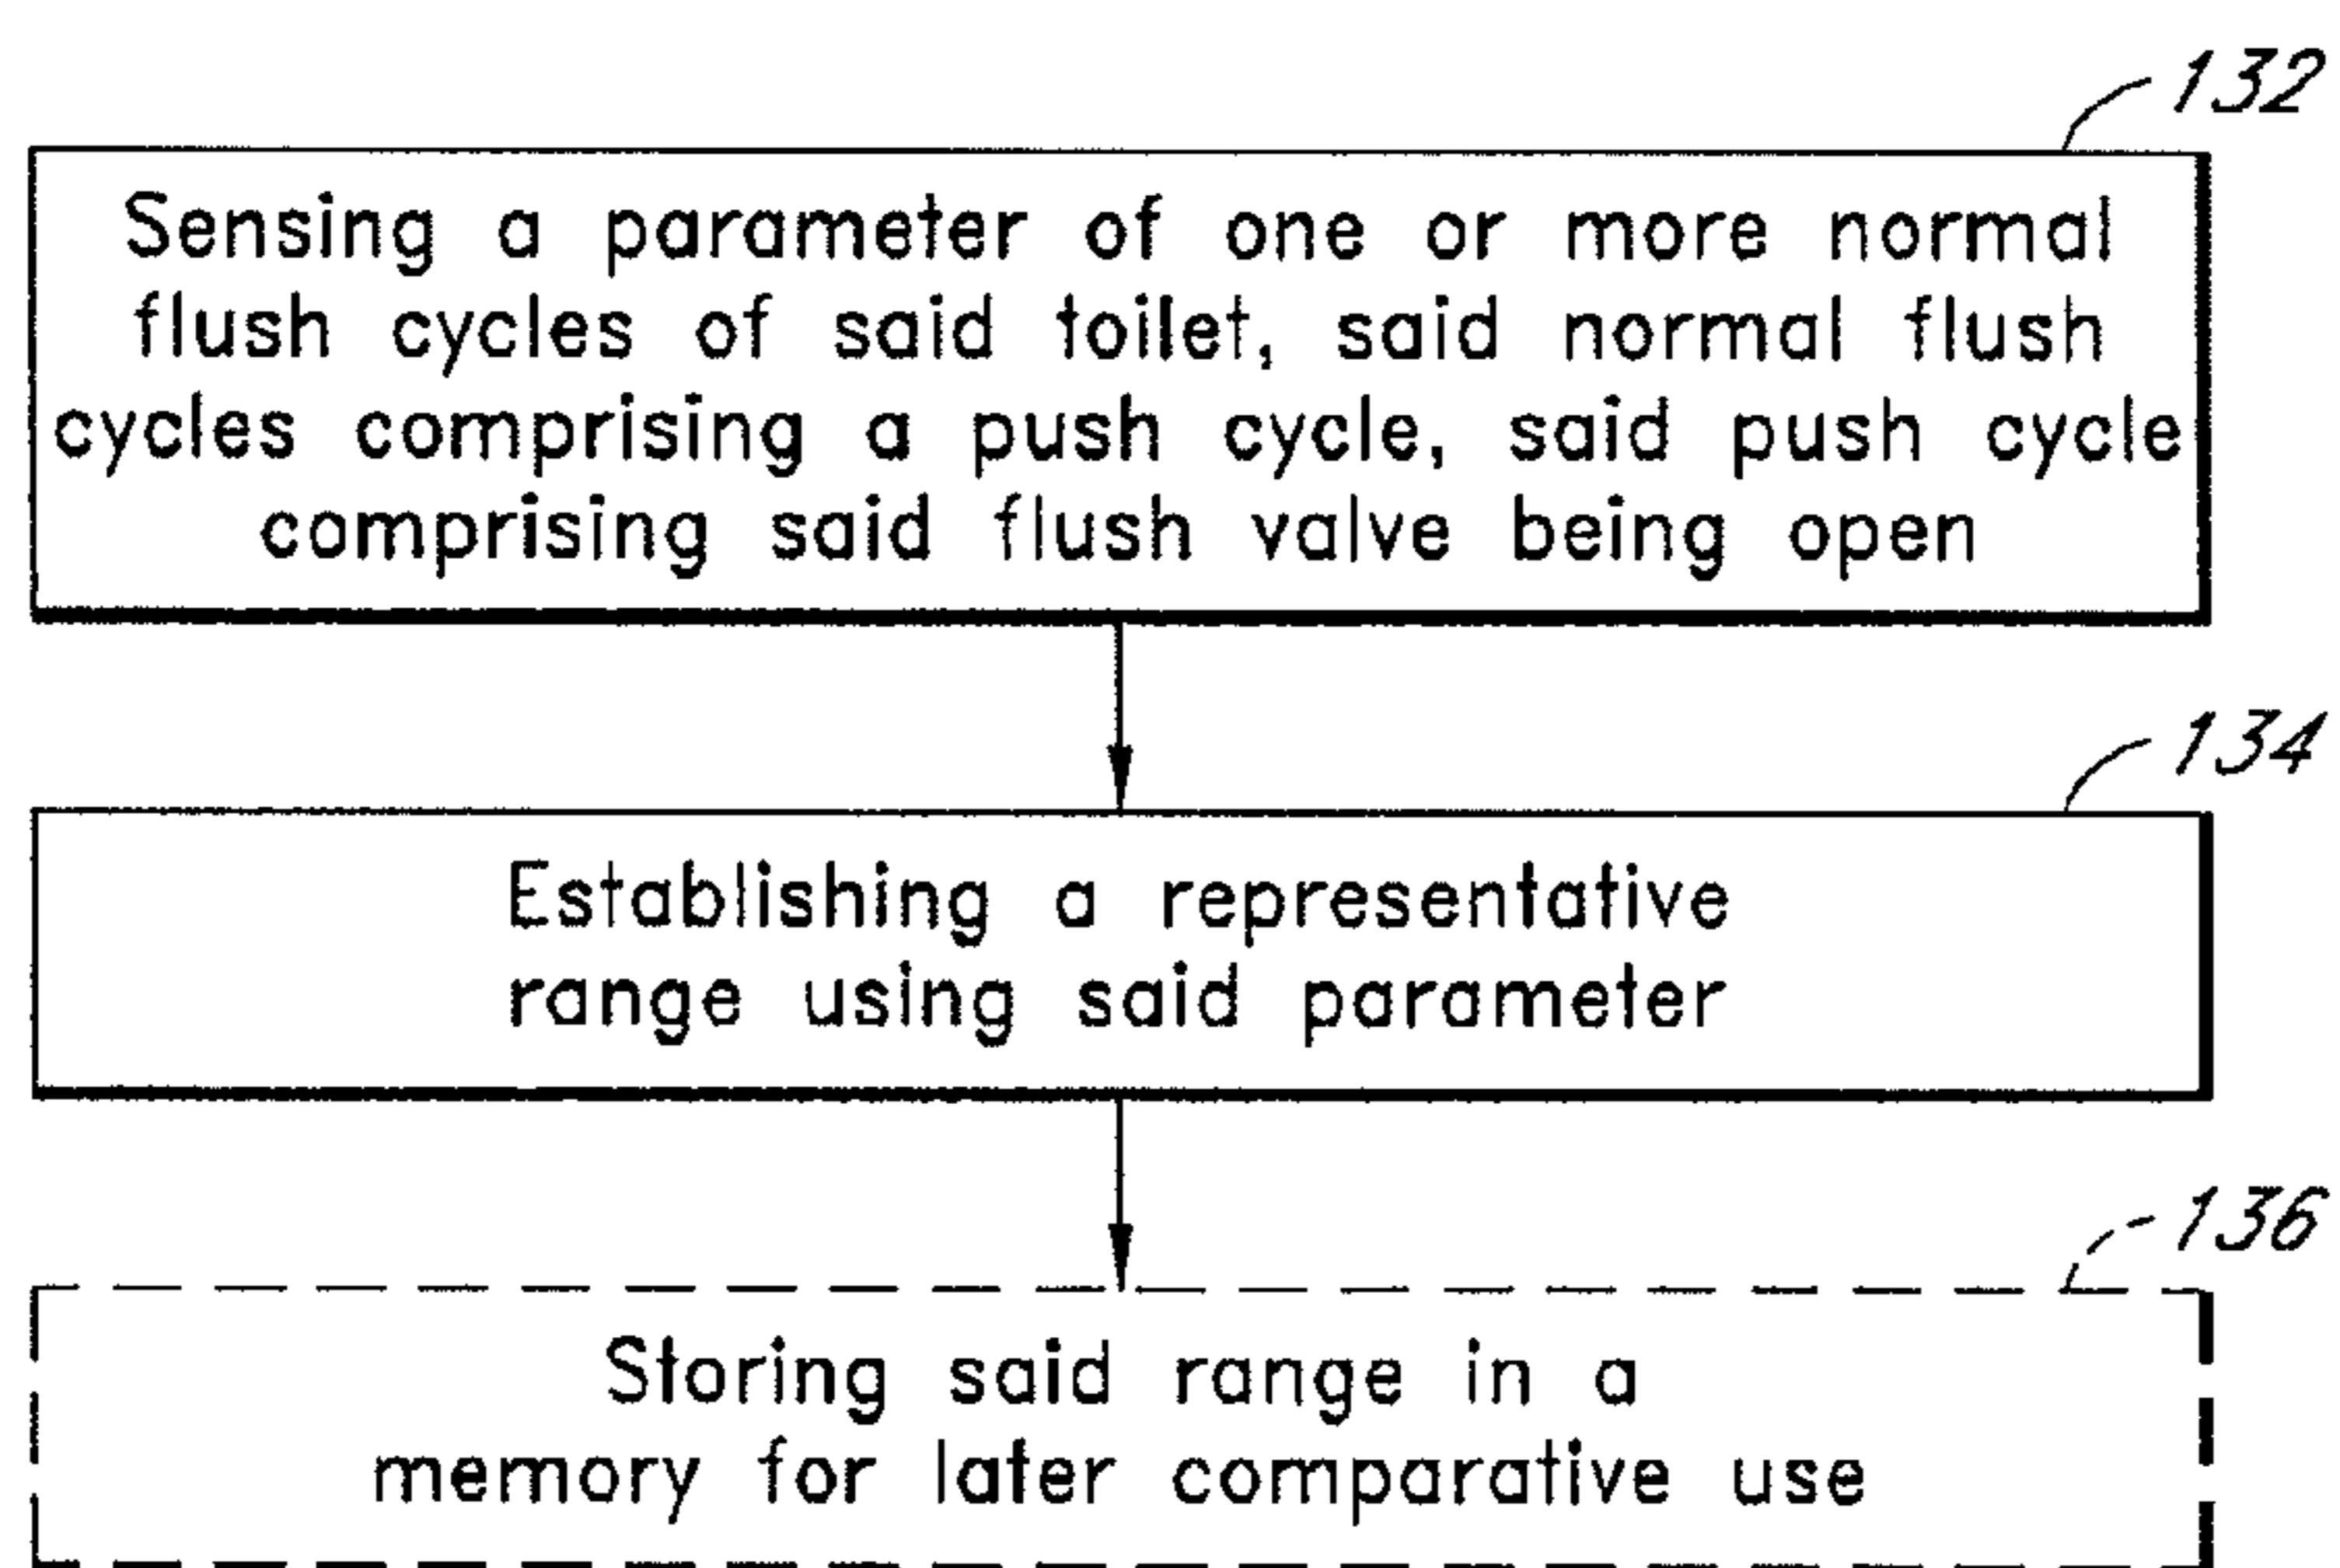 132
Sensing a parameter of one or more normal
flush cycles of said toilet, said normal flush
cycles comprising a push cycle, said push cycle
comprising said flush valve being open
134
Establishing a representative
range using said parameter
136
Storing said range in a
memory for later comparative use